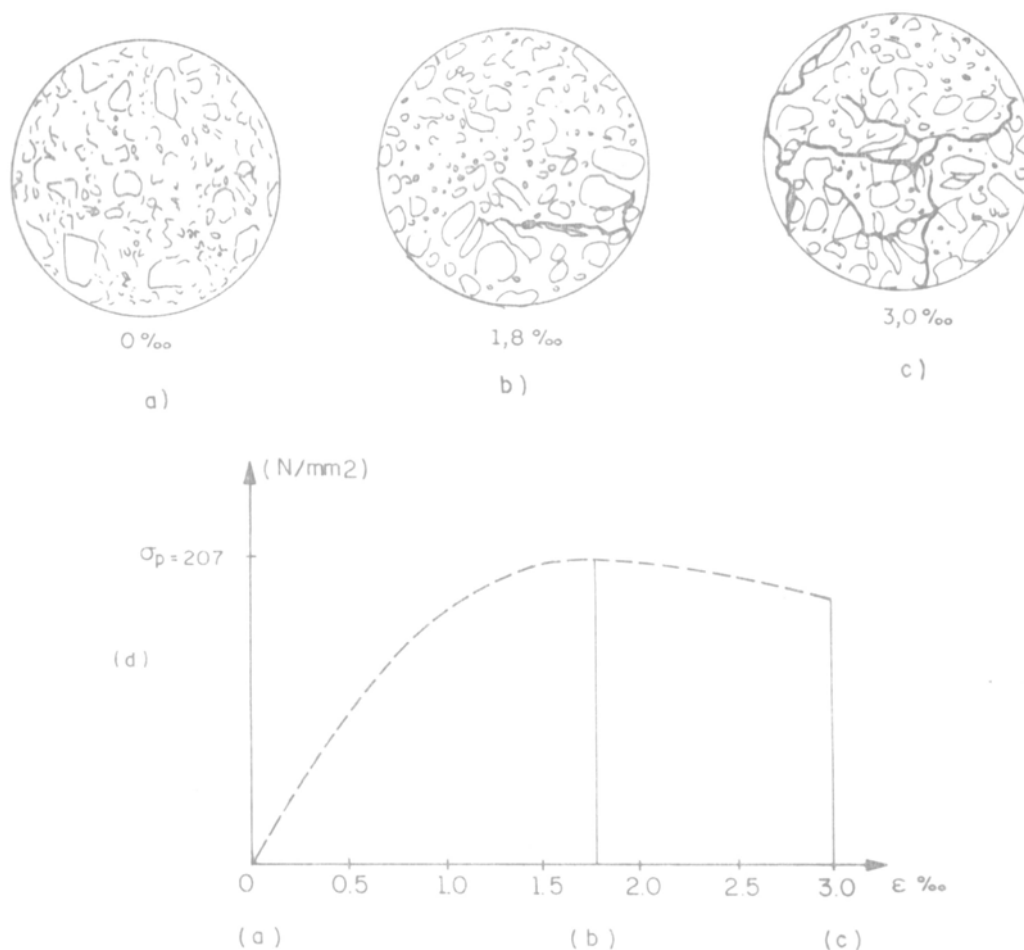 0 ‰
1,8 ‰
3,0 ‰
a)
b)
c)
(N/mm2)
σp = 207
(d)
0 0.5 1.0 1.5 2.0 2.5 3.0 ε ‰
(a) (b) (c)